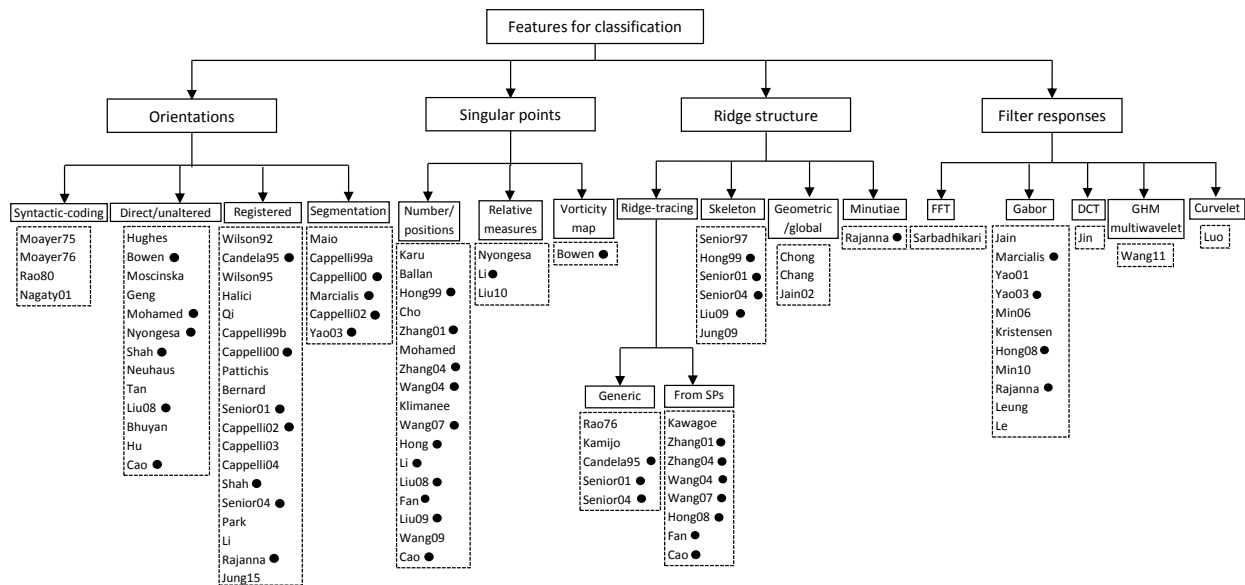 Features for classification
Orientations
Singular points
Ridge structure
Filter responses
Syntactic-coding
Moayer75
Moayer76
Rao80
Nagaty01
Direct/unaltered
Hughes
Bowen ●
Moscinska
Geng
Mohamed ●
Nyongesa ●
Shah ●
Neuhaus
Tan
Liu08 ●
Bhuyan
Hu
Cao ●
Registered
Wilson92
Candela95 ●
Wilson95
Halici
Qi
Cappelli99b
Cappelli00 ●
Pattichis
Bernard
Senior01 ●
Cappelli02 ●
Cappelli03
Cappelli04
Shah ●
Senior04 ●
Park
Li
Rajanna ●
Jung15
Segmentation
Maio
Cappelli99a
Cappelli00 ●
Marcialis ●
Cappelli02 ●
Yao03 ●
Number/
positions
Karu
Ballan
Hong99 ●
Cho
Zhang01 ●
Mohamed
Zhang04 ●
Wang04 ●
Klimanee
Wang07 ●
Hong ●
Li ●
Liu08 ●
Fan ●
Liu09 ●
Wang09
Cao ●
Relative
measures
Nyongesa
Li ●
Liu10
Vorticity
map
Bowen ●
Ridge-tracing
Generic
Rao76
Kamijo
Candela95 ●
Senior01 ●
Senior04 ●
From SPs
Kawagoe
Zhang01 ●
Zhang04 ●
Wang04 ●
Wang07 ●
Hong08 ●
Fan ●
Cao ●
Skeleton
Senior97
Hong99 ●
Senior01 ●
Senior04 ●
Liu09 ●
Jung09
Geometric
/global
Chong
Chang
Jain02
Minutiae
Rajanna ●
FFT
Sarbadhikari
Gabor
Jain
Marcialis ●
Yao01
Yao03 ●
Min06
Kristensen
Hong08 ●
Min10
Rajanna ●
Leung
Le
DCT
Jin
GHM
multiwavelet
Wang11
Curvelet
Luo